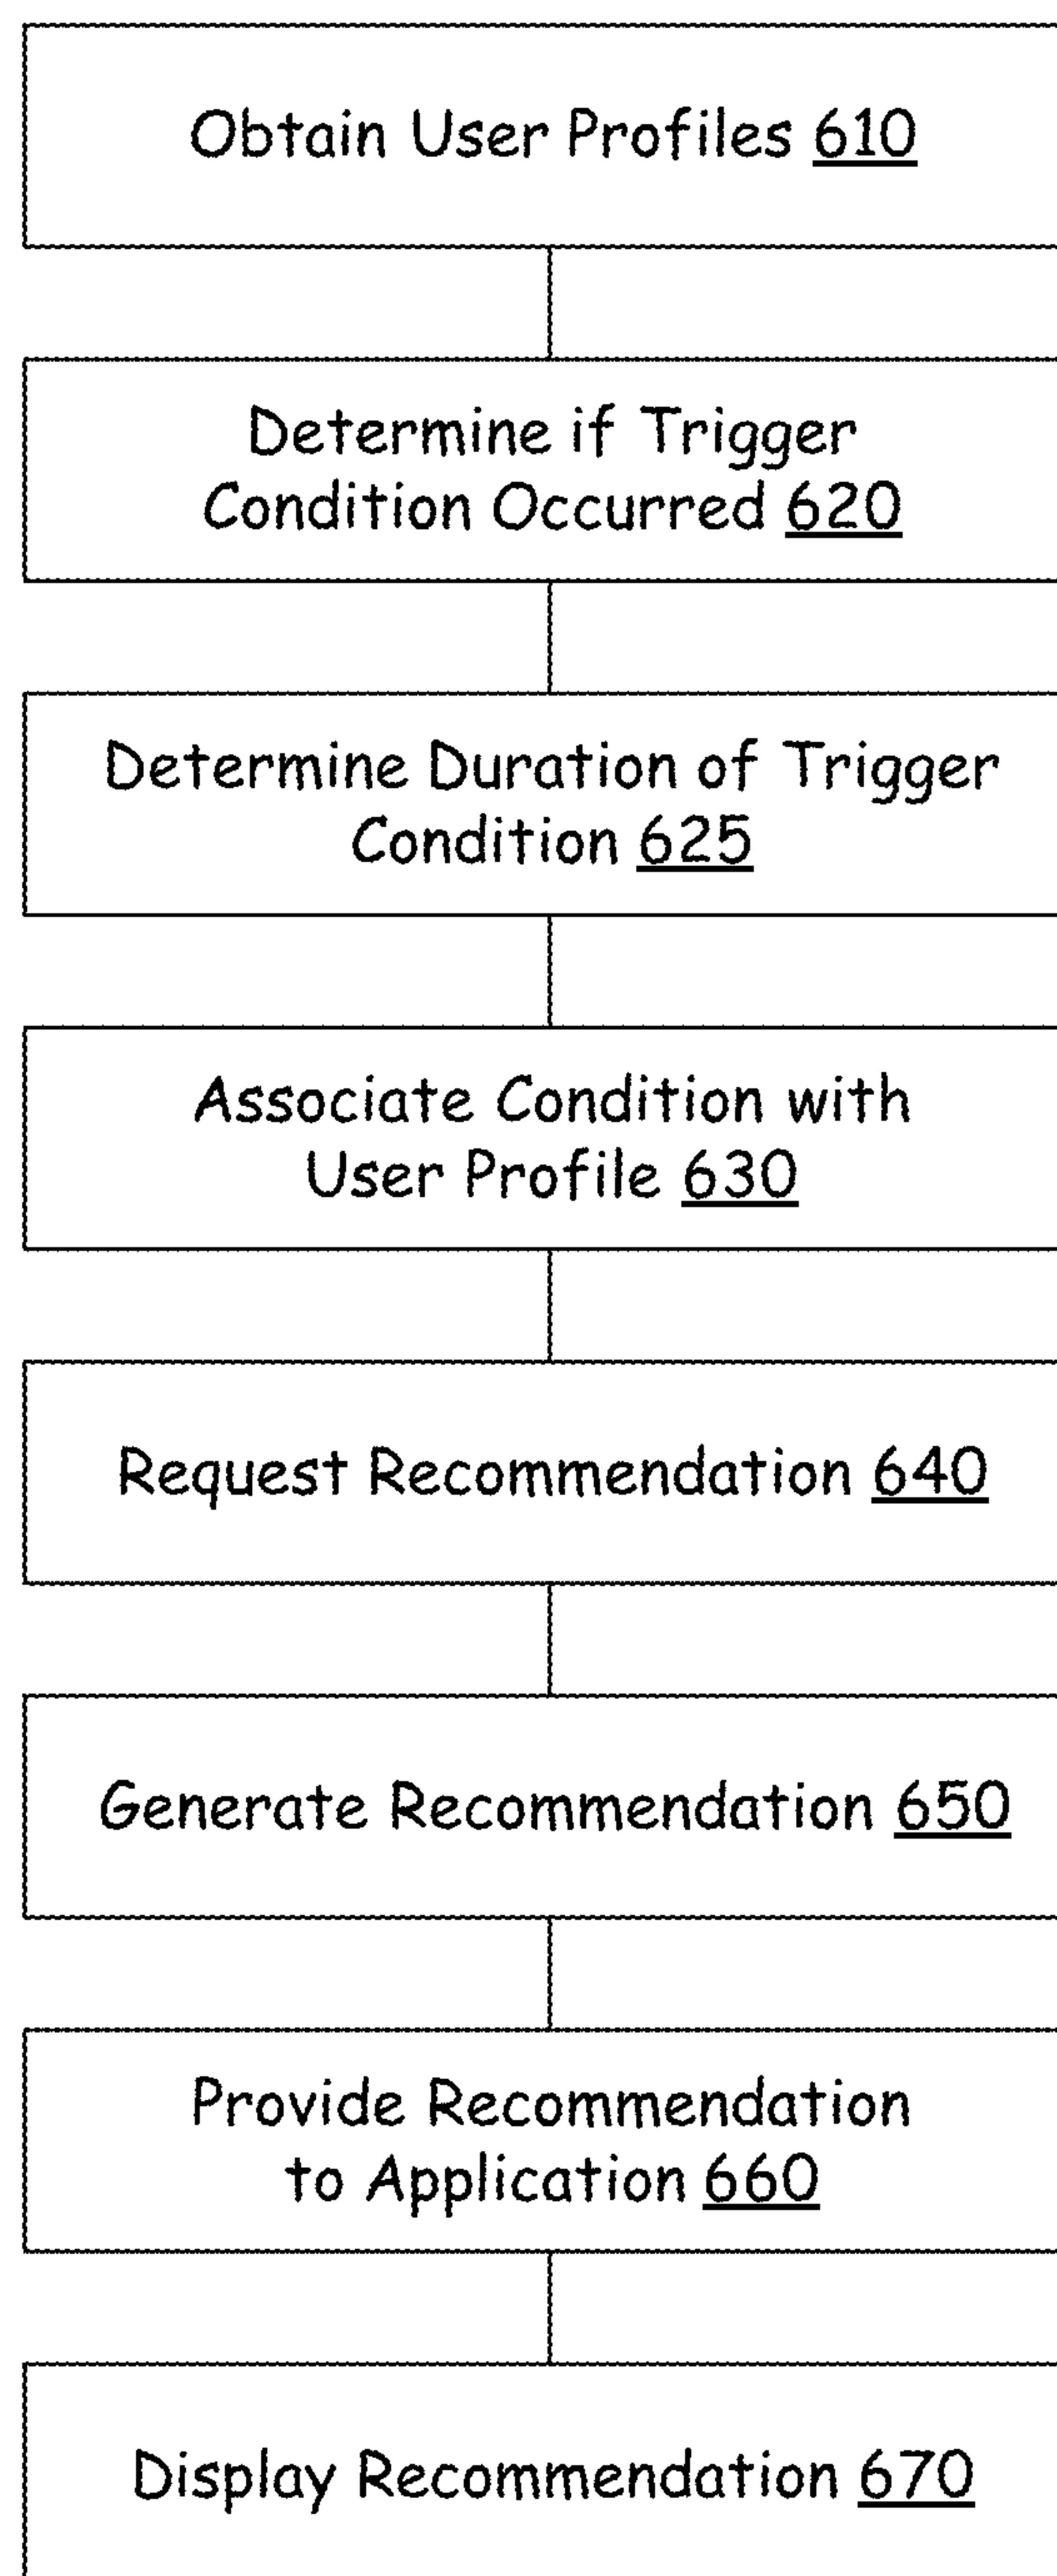 Obtain User Profiles 610
Determine if Trigger
Condition Occurred 620
Determine Duration of Trigger
Condition 625
Associate Condition with
User Profile 630
Request Recommendation 640
Generate Recommendation 650
Provide Recommendation
to Application 660
Display Recommendation 670